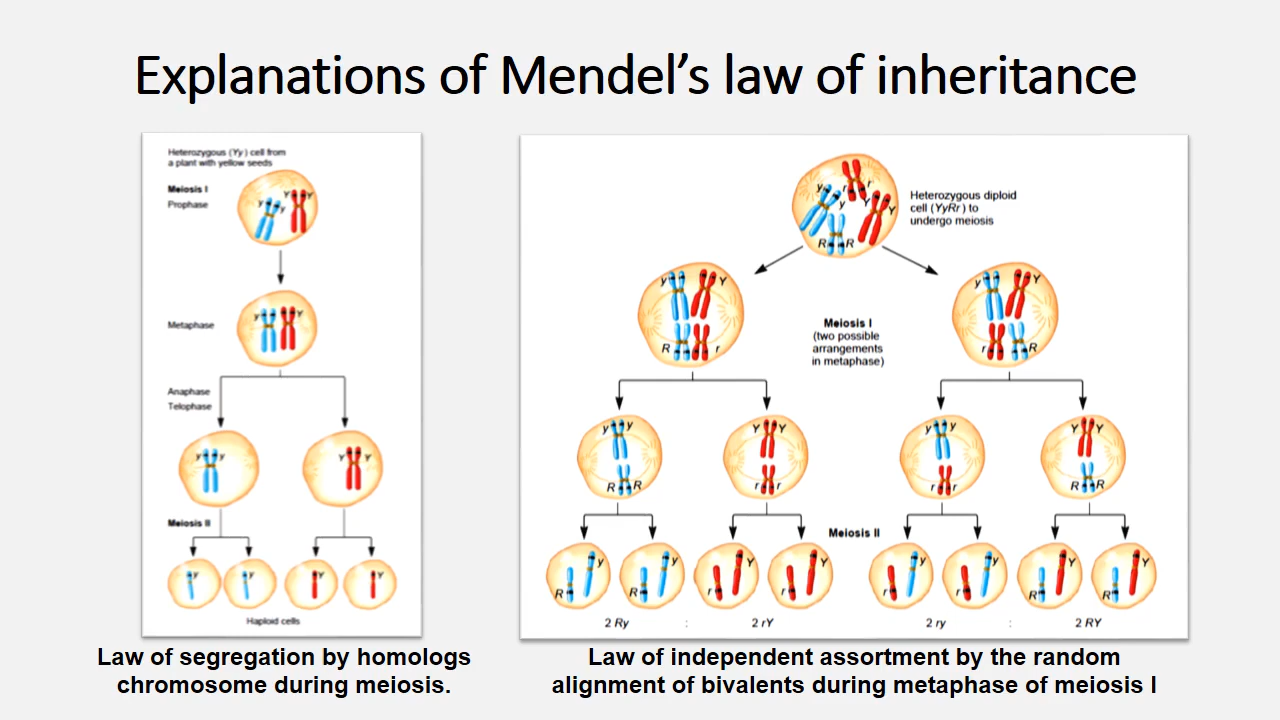 Explanations of Mendel's law of inheritance
Heterozygous (Yy) cell from
a plant with yellow seeds
Meiosis I
Prophase
y Y Y
y
Metaphase
y Y
Anaphase
Telophase
y y
Y Y
Meiosis II
y
y
Y
Y
Haploid cells
Law of segregation by homologs
chromosome during meiosis.
y r r
y Y Y
R R
Heterozygous diploid
cell (YyRr) to
undergo meiosis
y Y
R r
Meiosis I
(two possible
arrangements
in metaphase)
y Y
r R
y y
R R
Y Y
r r
y y
r r
Y Y
R R
Meiosis II
y
R
y
R
Y
r
Y
r
y
r
y
r
Y
R
Y
R
2 Ry : 2 rY
2 ry : 2 RY
Law of independent assortment by the random
alignment of bivalents during metaphase of meiosis I